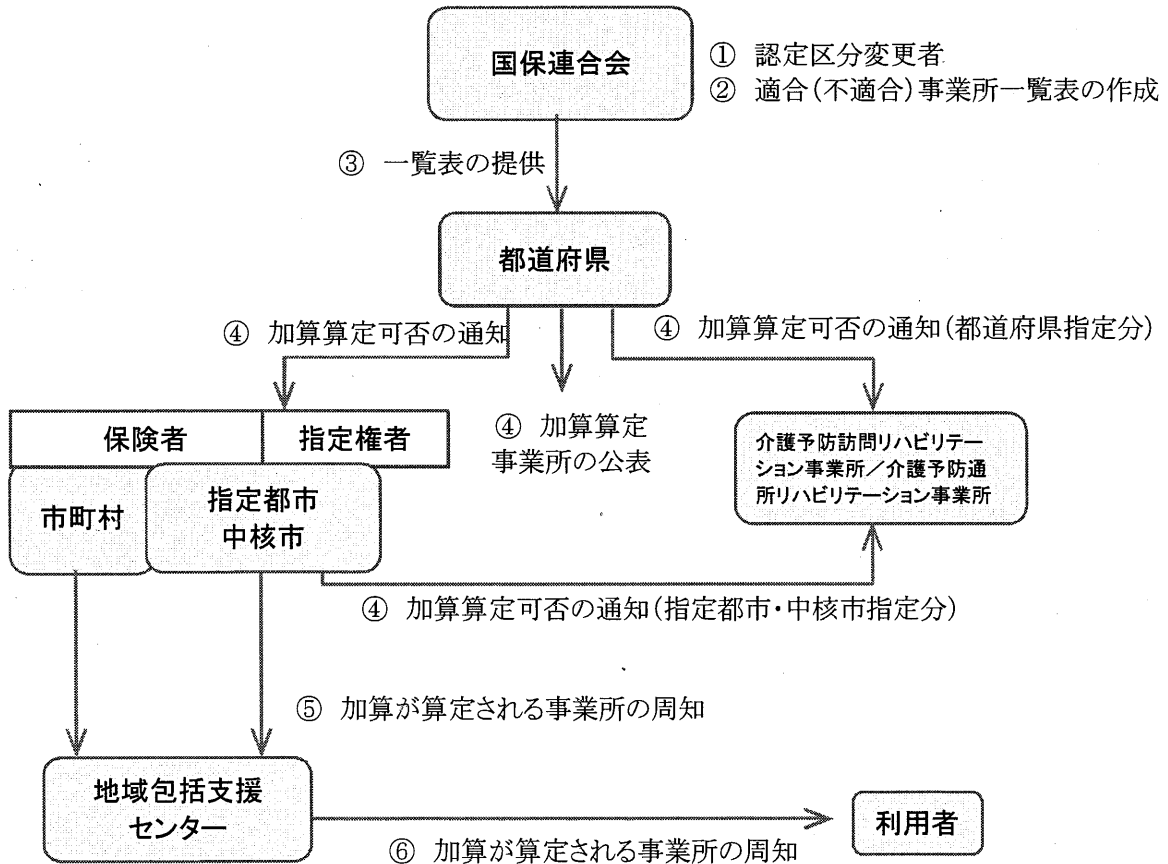 国保連合会
① 認定区分変更者
② 適合(不適合)事業所一覧表の作成
③ 一覧表の提供
都道府県
④ 加算算定可否の通知
④ 加算算定可否の通知(都道府県指定分)
保険者
指定権者
④ 加算算定
事業所の公表
介護予防訪問リハビリテー
ション事業所/介護予防通
所リハビリテーション事業所
市町村
指定都市
中核市
④ 加算算定可否の通知(指定都市・中核市指定分)
⑤ 加算が算定される事業所の周知
地域包括支援
センター
利用者
⑥ 加算が算定される事業所の周知